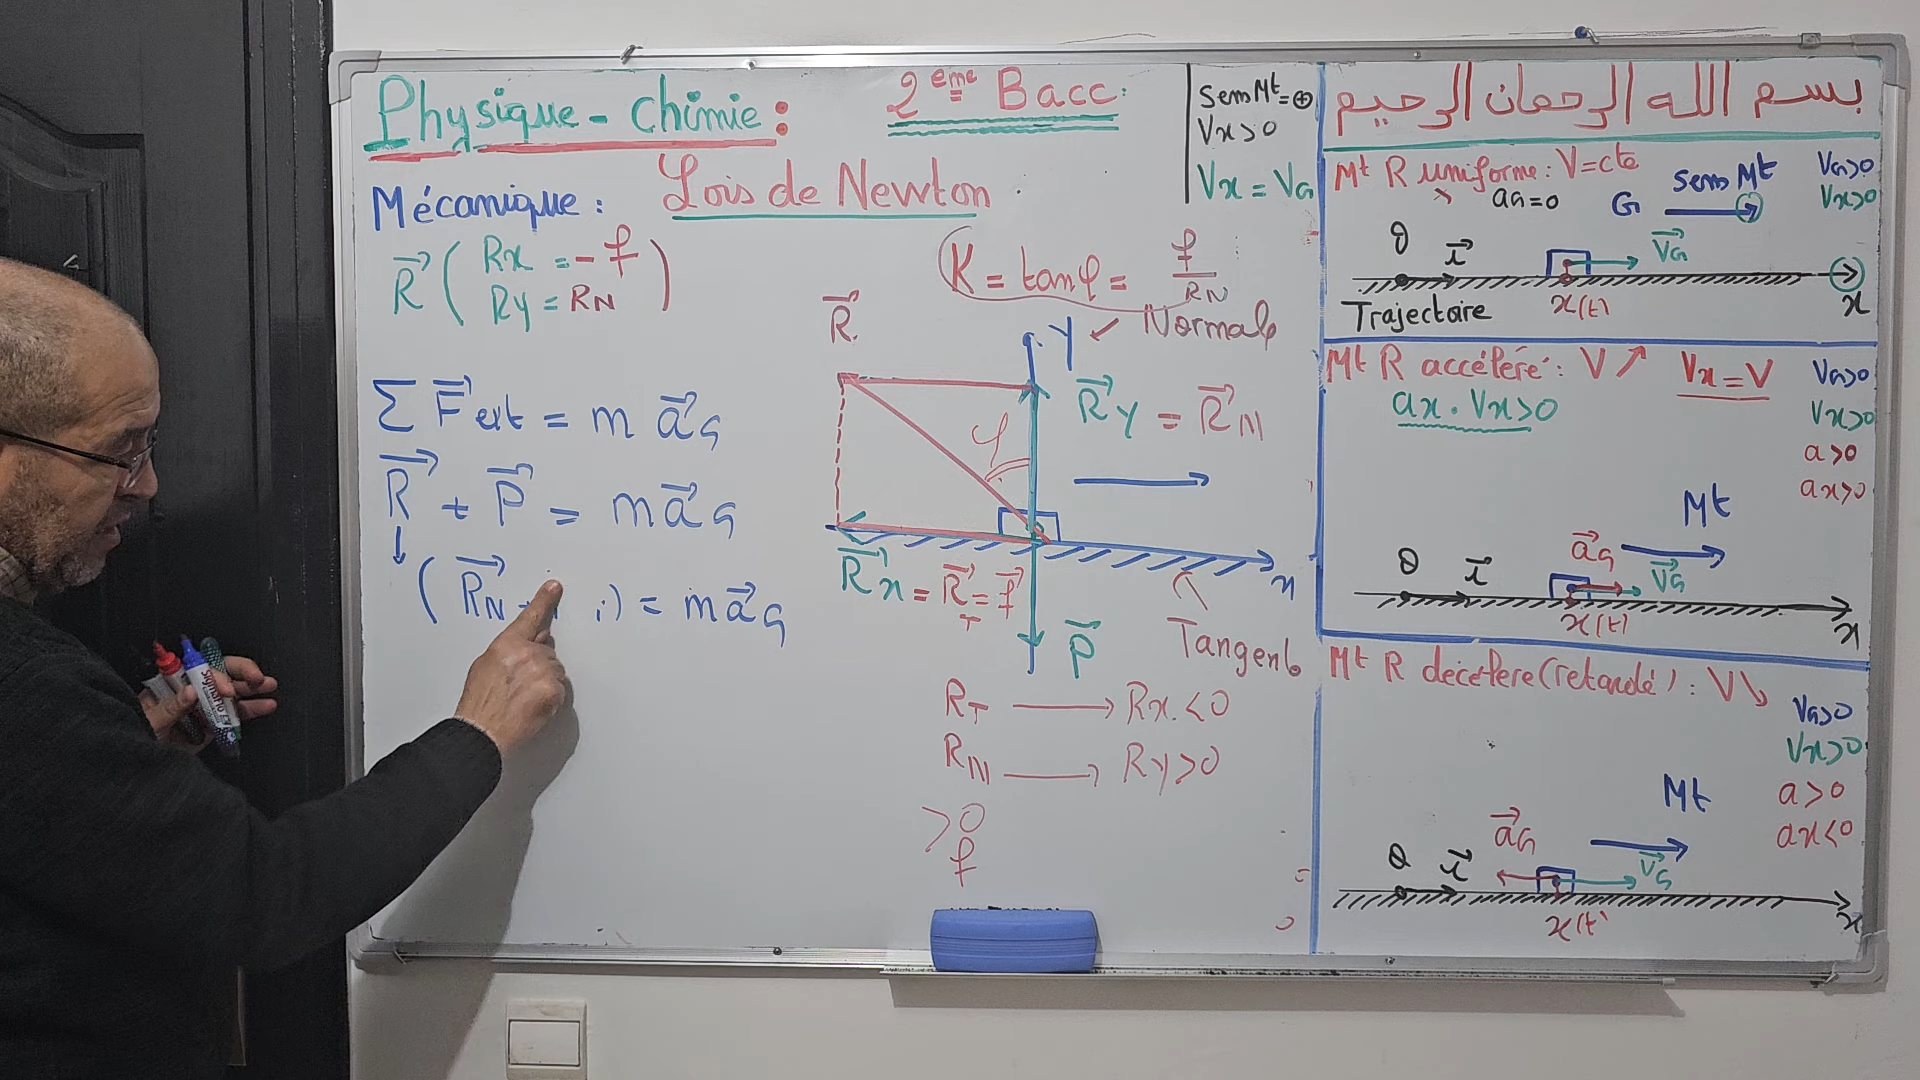 Physique - chimie :
2 eme Bacc.
Mécanique :
Lois de Newton
Sens Mt = ⊕
Vx > 0
Vx = VG
R⃗ ( Rx = - f
Ry = RN )
K = tan φ = f / RN
R⃗
Y
Normale
φ
R⃗y = R⃗N
∑ F⃗ext = m a⃗G
R⃗ + P⃗ = m a⃗G
( R⃗N ) = m a⃗G
R⃗x = R⃗T = f⃗
x
P⃗
RT → Rx < 0
RN → Ry > 0
> 0
f
بسم الله الرحمان الرحيم
Mt R uniforme : V = cte
aG = 0
G
Sens Mt
VG > 0
Vx > 0
O
i⃗
V⃗G
x(t)
x
Trajectoire
Mt R accéléré : V ↗
Vx = V
VG > 0
ax . Vx > 0
Vx > 0
a > 0
ax > 0
Mt
a⃗G
O
i⃗
V⃗G
x(t)
x
Mt R décéléré (retardé) : V ↘
VG > 0
Vx > 0
Mt
a > 0
ax < 0
a⃗G
O
i⃗
V⃗G
x(t)
x